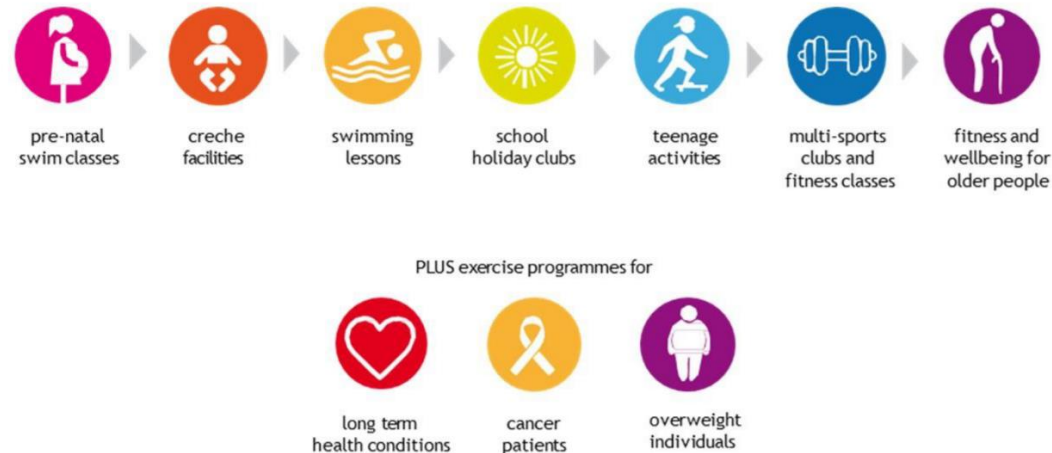 pre-natal
swim classes
creche
facilities
swimming
lessons
school
holiday clubs
teenage
activities
multi-sports
clubs and
fitness classes
fitness and
wellbeing for
older people
PLUS exercise programmes for
long term
health conditions
cancer
patients
overweight
individuals